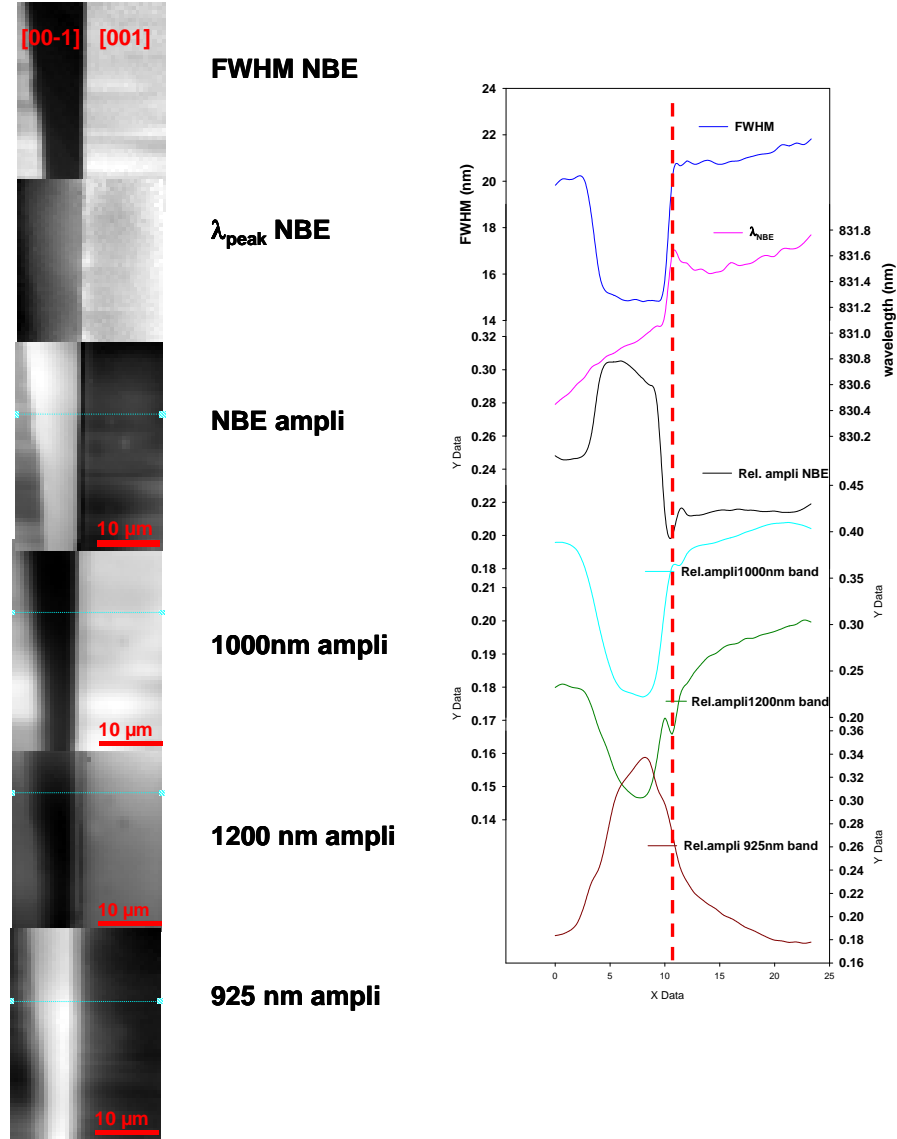 [00-1] [001]
FWHM NBE
λpeak NBE
NBE ampli
10 µm
1000nm ampli
10 µm
1200 nm ampli
10 µm
925 nm ampli
10 µm
24
22
20
18
16
14
FWHM (nm)
0.32
0.30
0.28
0.26
0.24
0.22
0.20
0.18
Y Data
0.21
0.20
0.19
0.18
0.17
0.16
0.15
0.14
Y Data
FWHM
λNBE
Rel. ampli NBE
Rel.ampli1000nm band
Rel.ampli1200nm band
Rel.ampli 925nm band
831.8
831.6
831.4
831.2
831.0
830.8
830.6
830.4
830.2
wavelength (nm)
0.45
0.40
0.35
0.30
0.25
0.20
Y Data
0.36
0.34
0.32
0.30
0.28
0.26
0.24
0.22
0.20
0.18
0.16
Y Data
0 5 10 15 20 25
X Data